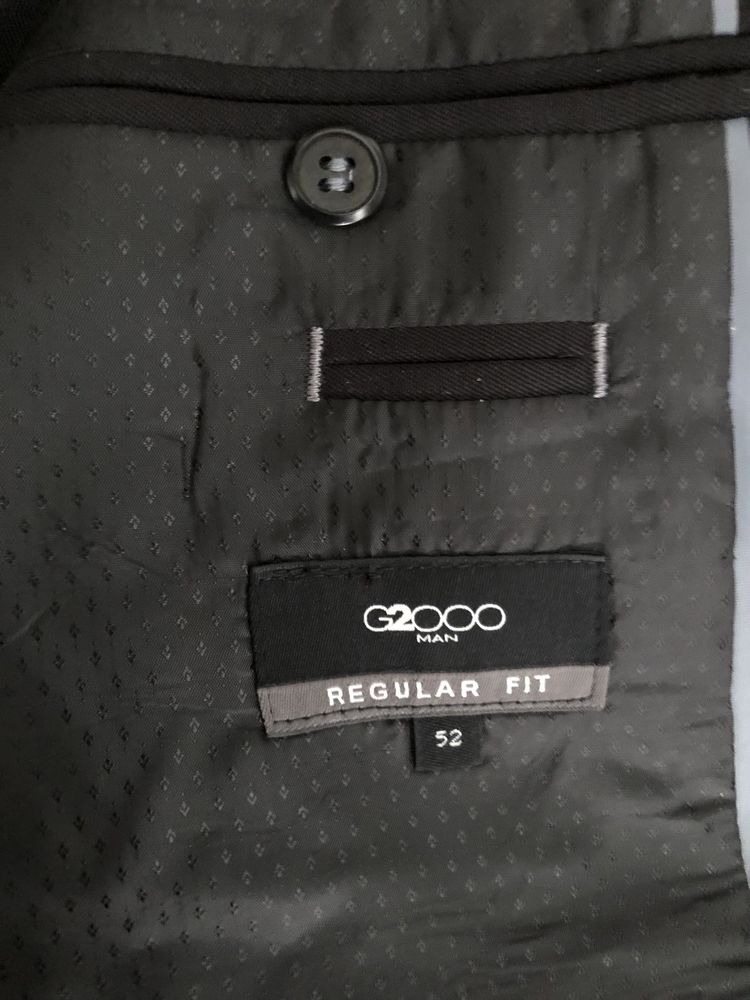 G2000
MAN
REGULAR FIT
52